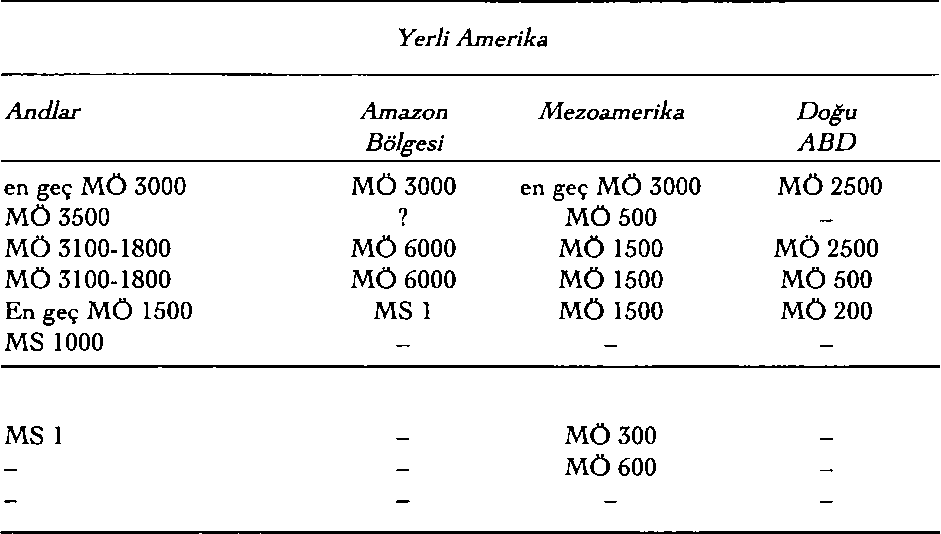 Yerli Amerika
Andlar Amazon Mezoamerika Doğu
Bölgesi ABD
en geç MÖ 3000 MÖ 3000 en geç MÖ 3000 MÖ 2500
MÖ 3500 ? MÖ 500 –
MÖ 3100-1800 MÖ 6000 MÖ 1500 MÖ 2500
MÖ 3100-1800 MÖ 6000 MÖ 1500 MÖ 500
En geç MÖ 1500 MS 1 MÖ 1500 MÖ 200
MS 1000 – – –
MS 1 – MÖ 300 –
– – MÖ 600 –
– – – –